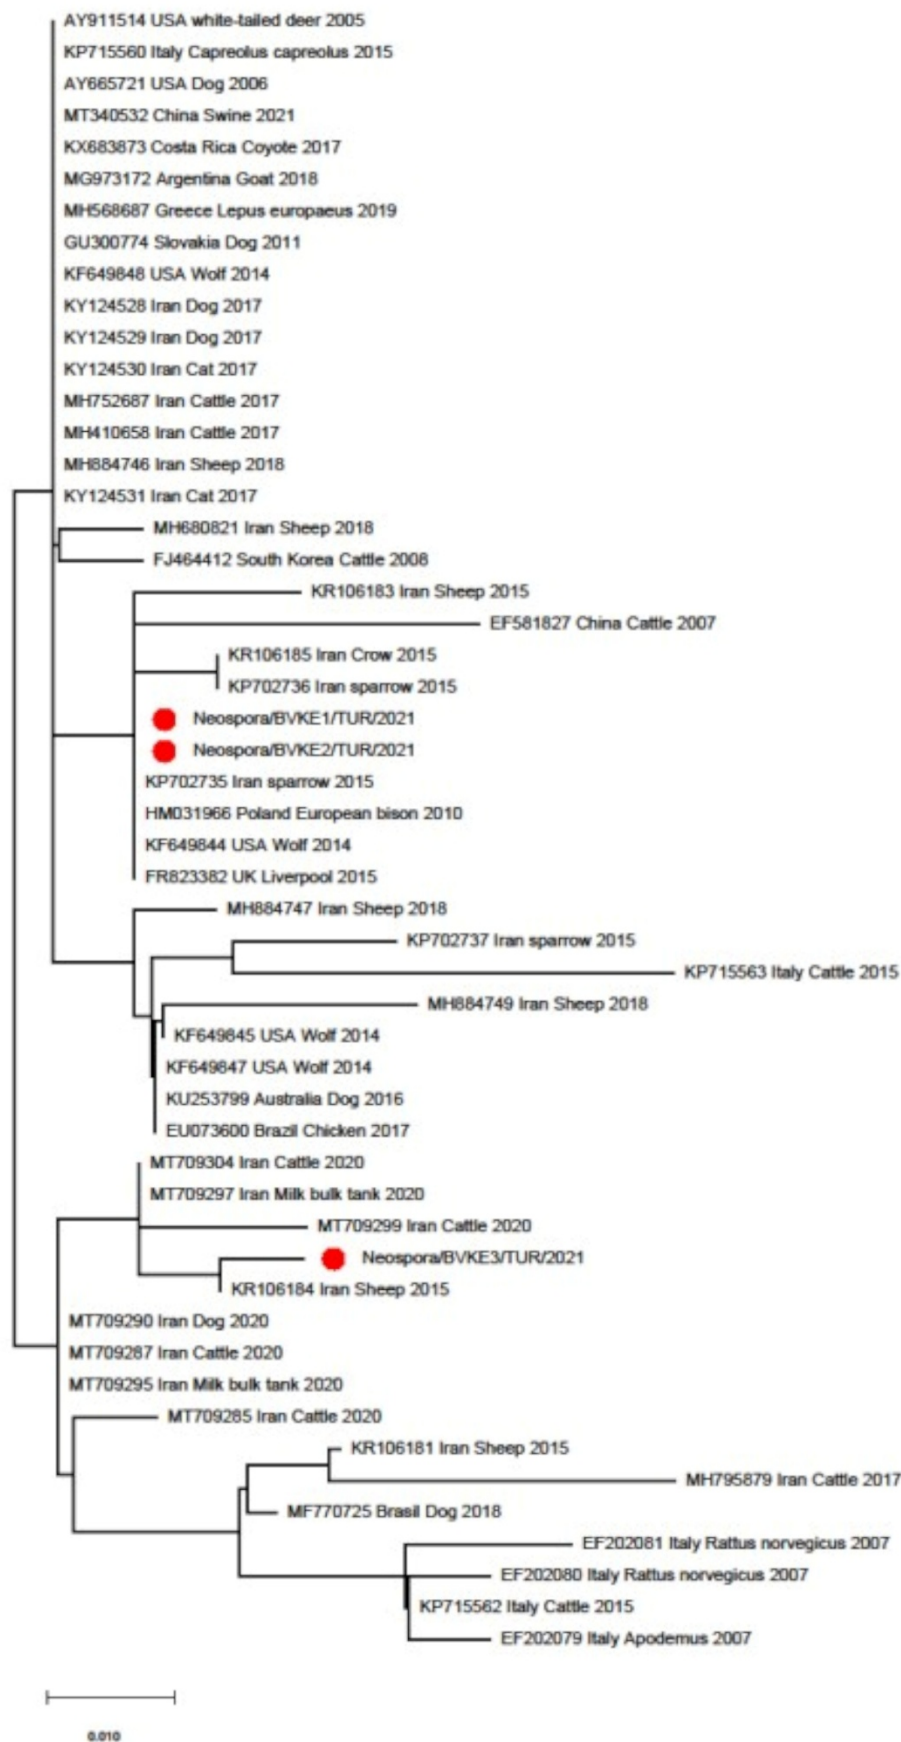 AY911514 USA white-tailed deer 2005
KP715560 Italy Capreolus capreolus 2015
AY665721 USA Dog 2006
MT340532 China Swine 2021
KX683873 Costa Rica Coyote 2017
MG973172 Argentina Goat 2018
MH568687 Greece Lepus europaeus 2019
GU300774 Slovakia Dog 2011
KF649848 USA Wolf 2014
KY124528 Iran Dog 2017
KY124529 Iran Dog 2017
KY124530 Iran Cat 2017
MH752687 Iran Cattle 2017
MH410658 Iran Cattle 2017
MH884746 Iran Sheep 2018
KY124531 Iran Cat 2017
MH680821 Iran Sheep 2018
FJ464412 South Korea Cattle 2008
KR106183 Iran Sheep 2015
EF581827 China Cattle 2007
KR106185 Iran Crow 2015
KP702736 Iran sparrow 2015
Neospora/BVKE1/TUR/2021
Neospora/BVKE2/TUR/2021
KP702735 Iran sparrow 2015
HM031966 Poland European bison 2010
KF649844 USA Wolf 2014
FR823382 UK Liverpool 2015
MH884747 Iran Sheep 2018
KP702737 Iran sparrow 2015
KP715563 Italy Cattle 2015
MH884749 Iran Sheep 2018
KF649845 USA Wolf 2014
KF649847 USA Wolf 2014
KU253799 Australia Dog 2016
EU073600 Brazil Chicken 2017
MT709304 Iran Cattle 2020
MT709297 Iran Milk bulk tank 2020
MT709299 Iran Cattle 2020
Neospora/BVKE3/TUR/2021
KR106184 Iran Sheep 2015
MT709290 Iran Dog 2020
MT709287 Iran Cattle 2020
MT709295 Iran Milk bulk tank 2020
MT709285 Iran Cattle 2020
KR106181 Iran Sheep 2015
MH795879 Iran Cattle 2017
MF770725 Brasil Dog 2018
EF202081 Italy Rattus norvegicus 2007
EF202080 Italy Rattus norvegicus 2007
KP715562 Italy Cattle 2015
EF202079 Italy Apodemus 2007
0.010